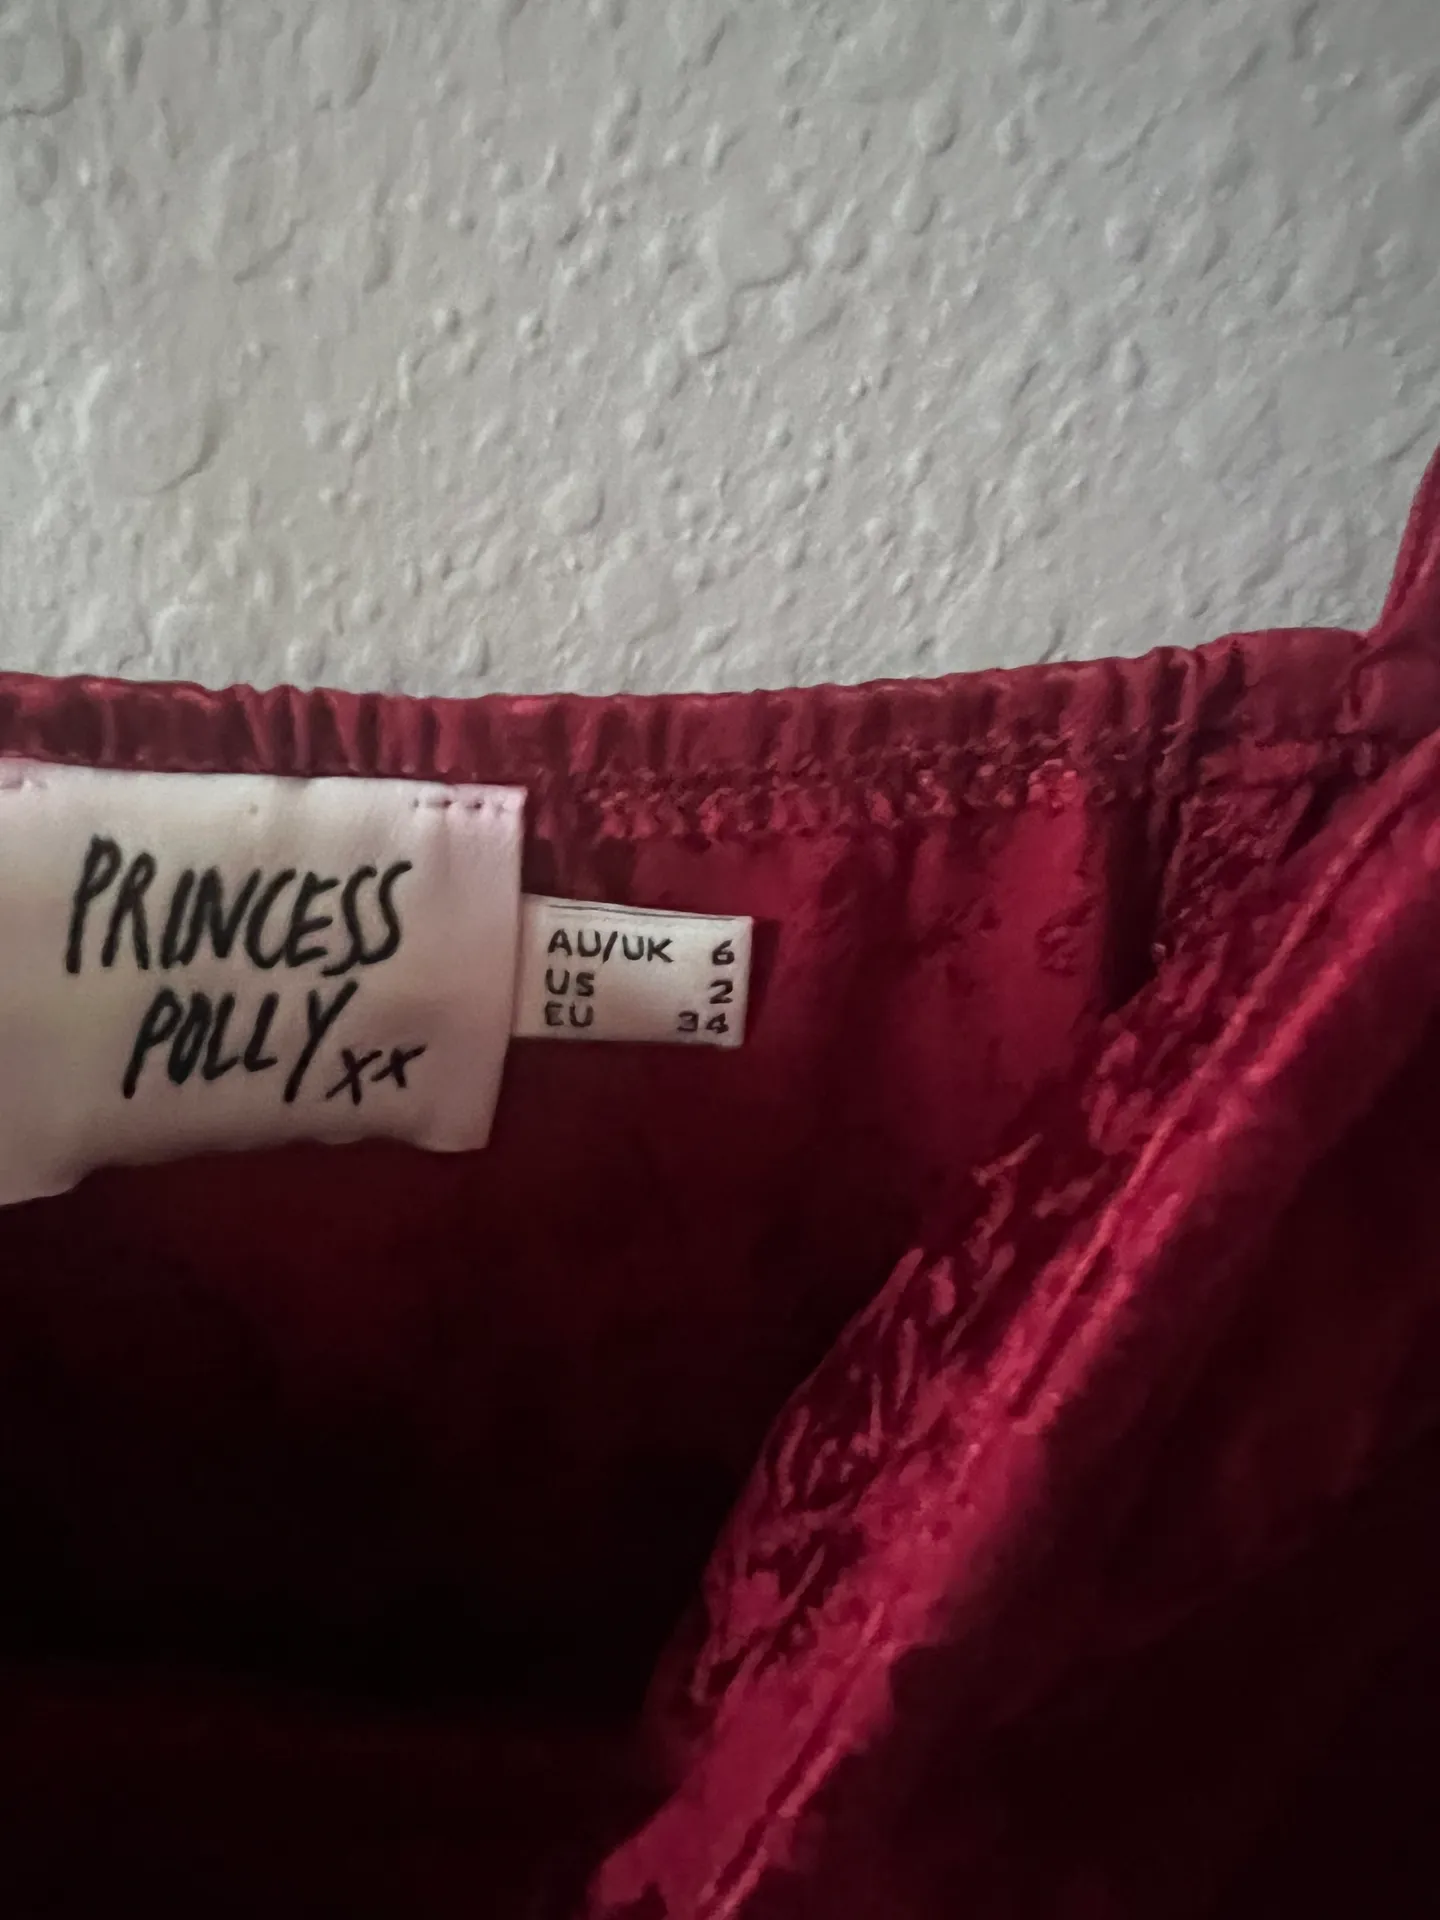 PRINCESS
POLLY xx
AU/UK 6
US 2
EU 34